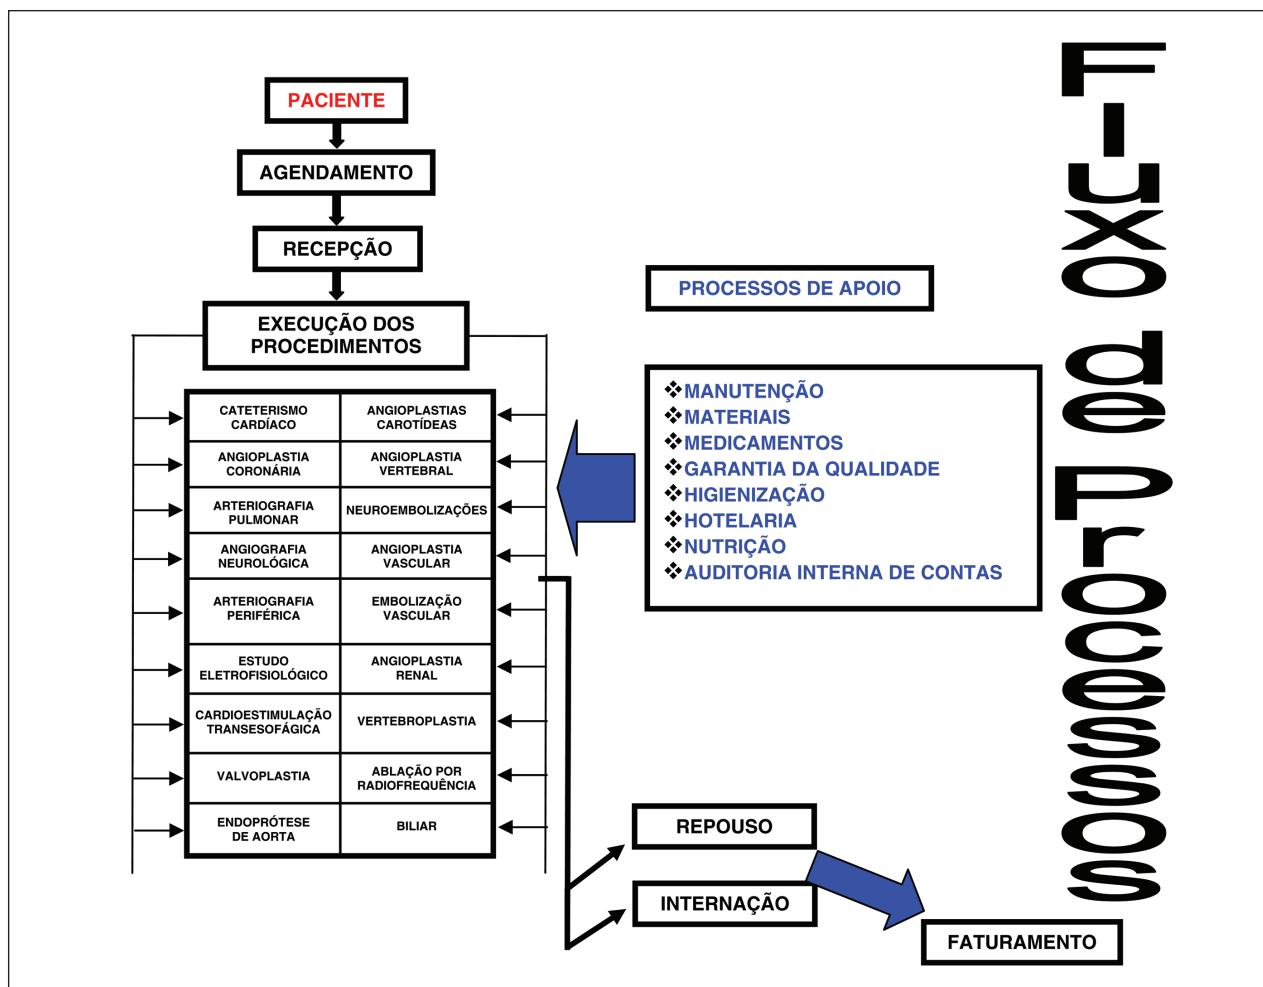 PACIENTE
AGENDAMENTO
RECEPÇÃO
EXECUÇÃO DOS
PROCEDIMENTOS
CATETERISMO
CARDÍACO
ANGIOPLASTIAS
CAROTÍDEAS
ANGIOPLASTIA
CORONÁRIA
ANGIOPLASTIA
VERTEBRAL
ARTERIOGRAFIA
PULMONAR
NEUROEMBOLIZAÇÕES
ANGIOGRAFIA
NEUROLÓGICA
ANGIOPLASTIA
VASCULAR
ARTERIOGRAFIA
PERIFÉRICA
EMBOLIZAÇÃO
VASCULAR
ESTUDO
ELETROFISIOLÓGICO
ANGIOPLASTIA
RENAL
CARDIOESTIMULAÇÃO
TRANSESOFÁGICA
VERTEBROPLASTIA
VALVOPLASTIA
ABLAÇÃO POR
RADIOFREQUÊNCIA
ENDOPRÓTESE
DE AORTA
BILIAR
PROCESSOS DE APOIO
❖MANUTENÇÃO
❖MATERIAIS
❖MEDICAMENTOS
❖GARANTIA DA QUALIDADE
❖HIGIENIZAÇÃO
❖HOTELARIA
❖NUTRIÇÃO
❖AUDITORIA INTERNA DE CONTAS
REPOUSO
INTERNAÇÃO
FATURAMENTO
Fluxo de Processos